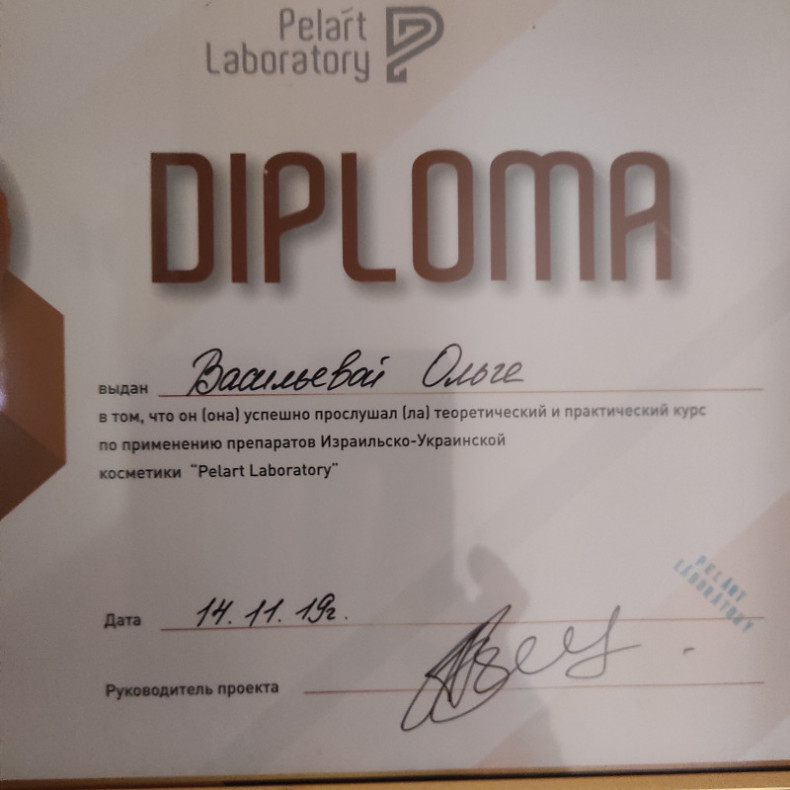 Pelart
Laboratory
DIPLOMA
выдан Васильевой Ольге
в том, что он (она) успешно прослушал (ла) теоретический и практический курс
по применению препаратов Израильско-Украинской
косметики "Pelart Laboratory"
PELART
LABORATORY
Дата 14.11.19г.
Руководитель проекта